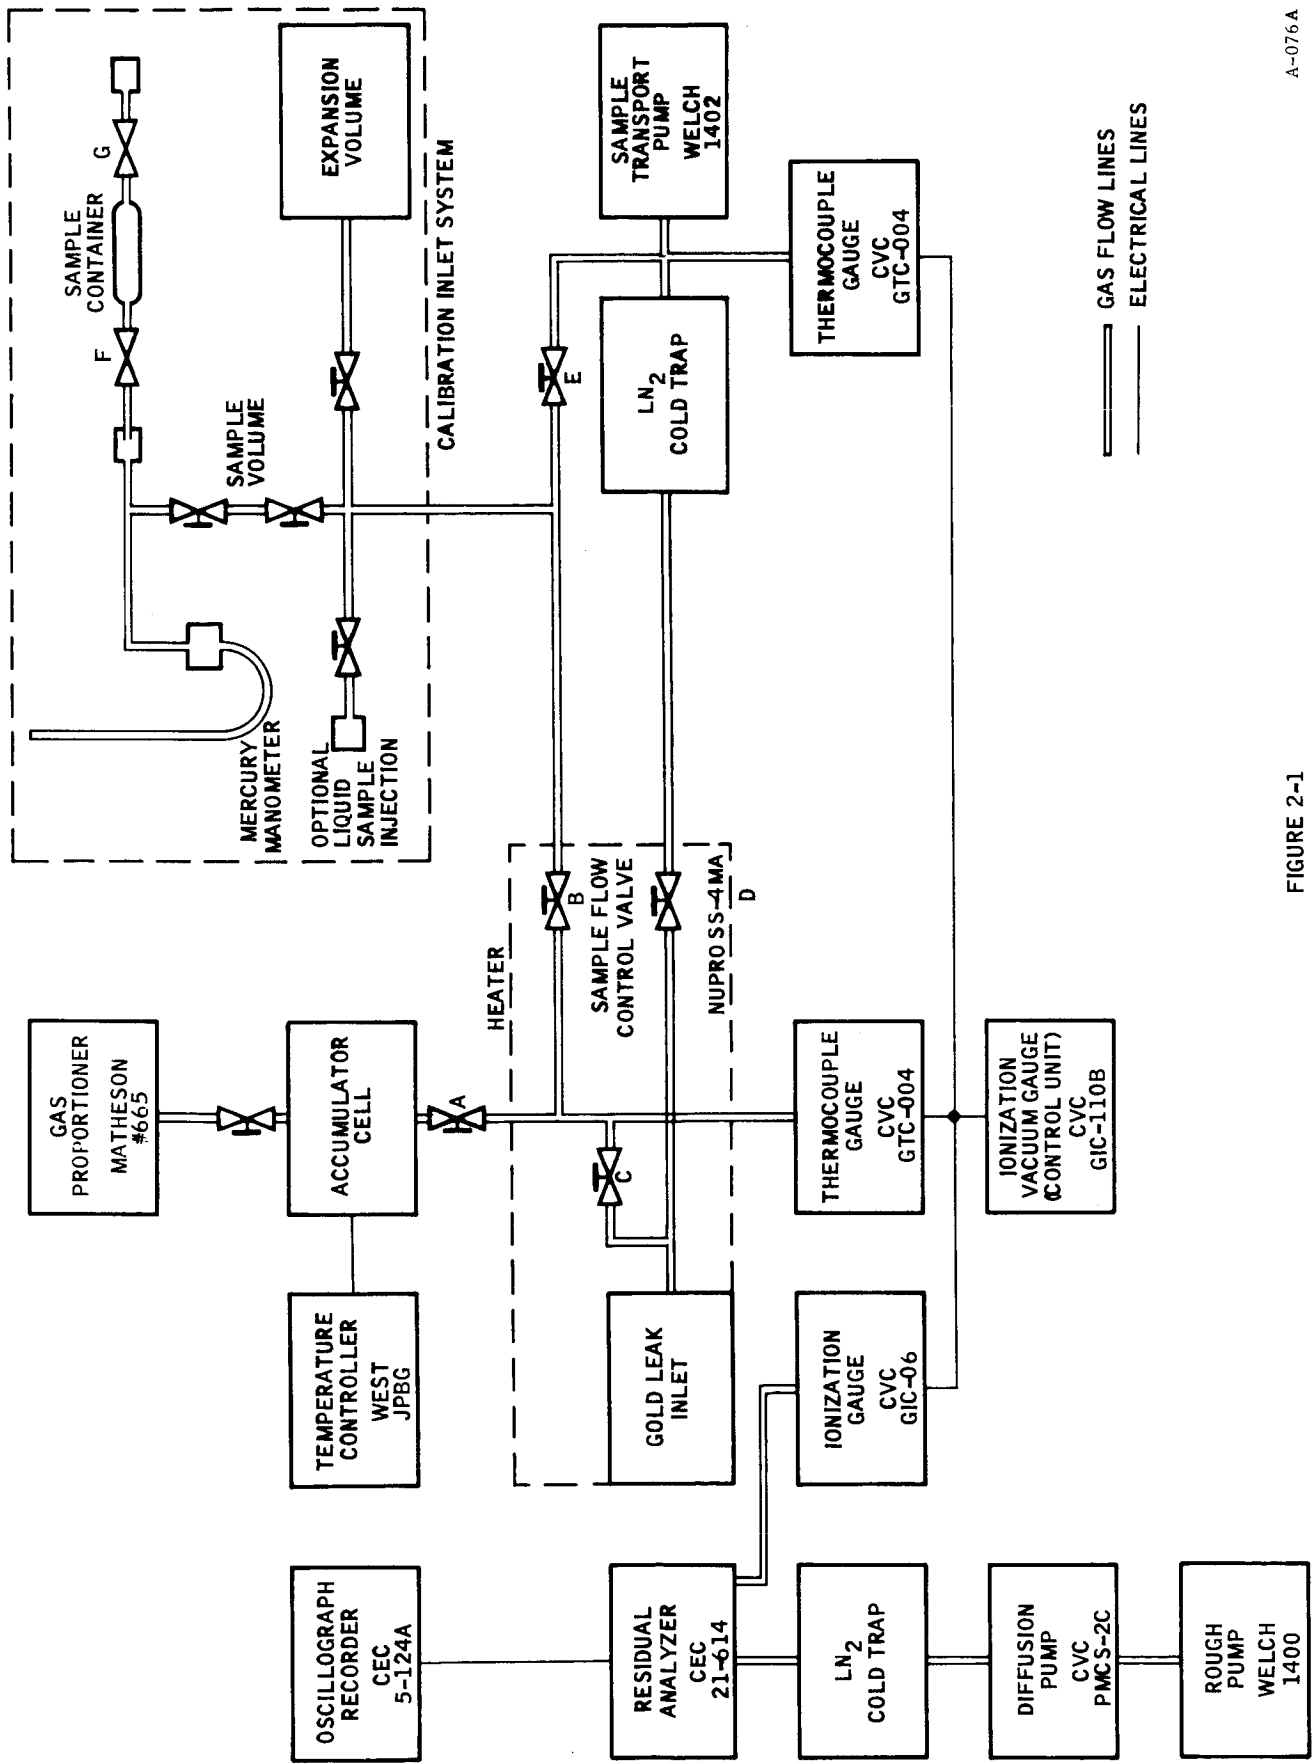 SAMPLE
CONTAINER
F
G
SAMPLE
VOLUME
EXPANSION
VOLUME
MERCURY
MANOMETER
OPTIONAL
LIQUID
SAMPLE
INJECTION
CALIBRATION INLET SYSTEM
GAS
PROPORTIONER
MATHESON
#665
ACCUMULATOR
CELL
A
TEMPERATURE
CONTROLLER
WEST
JPBG
HEATER
B
SAMPLE FLOW
CONTROL VALVE
NUPRO SS-4MA
D
C
GOLD LEAK
INLET
E
LN2
COLD TRAP
SAMPLE
TRANSPORT
PUMP
WELCH
1402
THERMOCOUPLE
GAUGE
CVC
GTC-004
THERMOCOUPLE
GAUGE
CVC
GTC-004
IONIZATION
VACUUM GAUGE
(CONTROL UNIT)
CVC
GIC-110B
IONIZATION
GAUGE
CVC
GIC-06
OSCILLOGRAPH
RECORDER
CEC
5-124A
RESIDUAL
ANALYZER
CEC
21-614
LN2
COLD TRAP
DIFFUSION
PUMP
CVC
PMCS-2C
ROUGH
PUMP
WELCH
1400
GAS FLOW LINES
ELECTRICAL LINES
FIGURE 2-1
A-076A